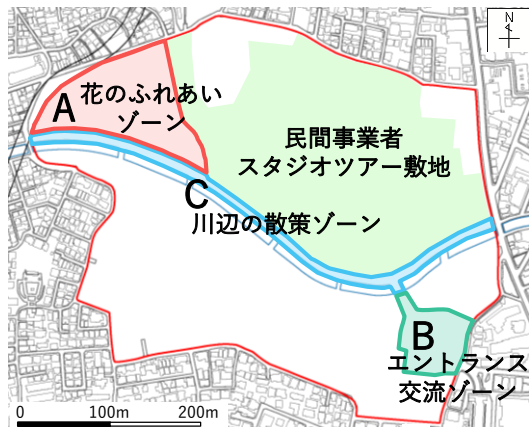 N
A
花のふれあい
ゾーン
民間事業者
スタジオツアー敷地
C
川辺の散策ゾーン
B
エントランス
交流ゾーン
0 100m 200m